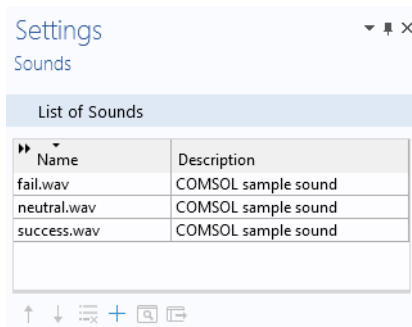 Settings
Sounds
List of Sounds
Name Description
fail.wav COMSOL sample sound
neutral.wav COMSOL sample sound
success.wav COMSOL sample sound